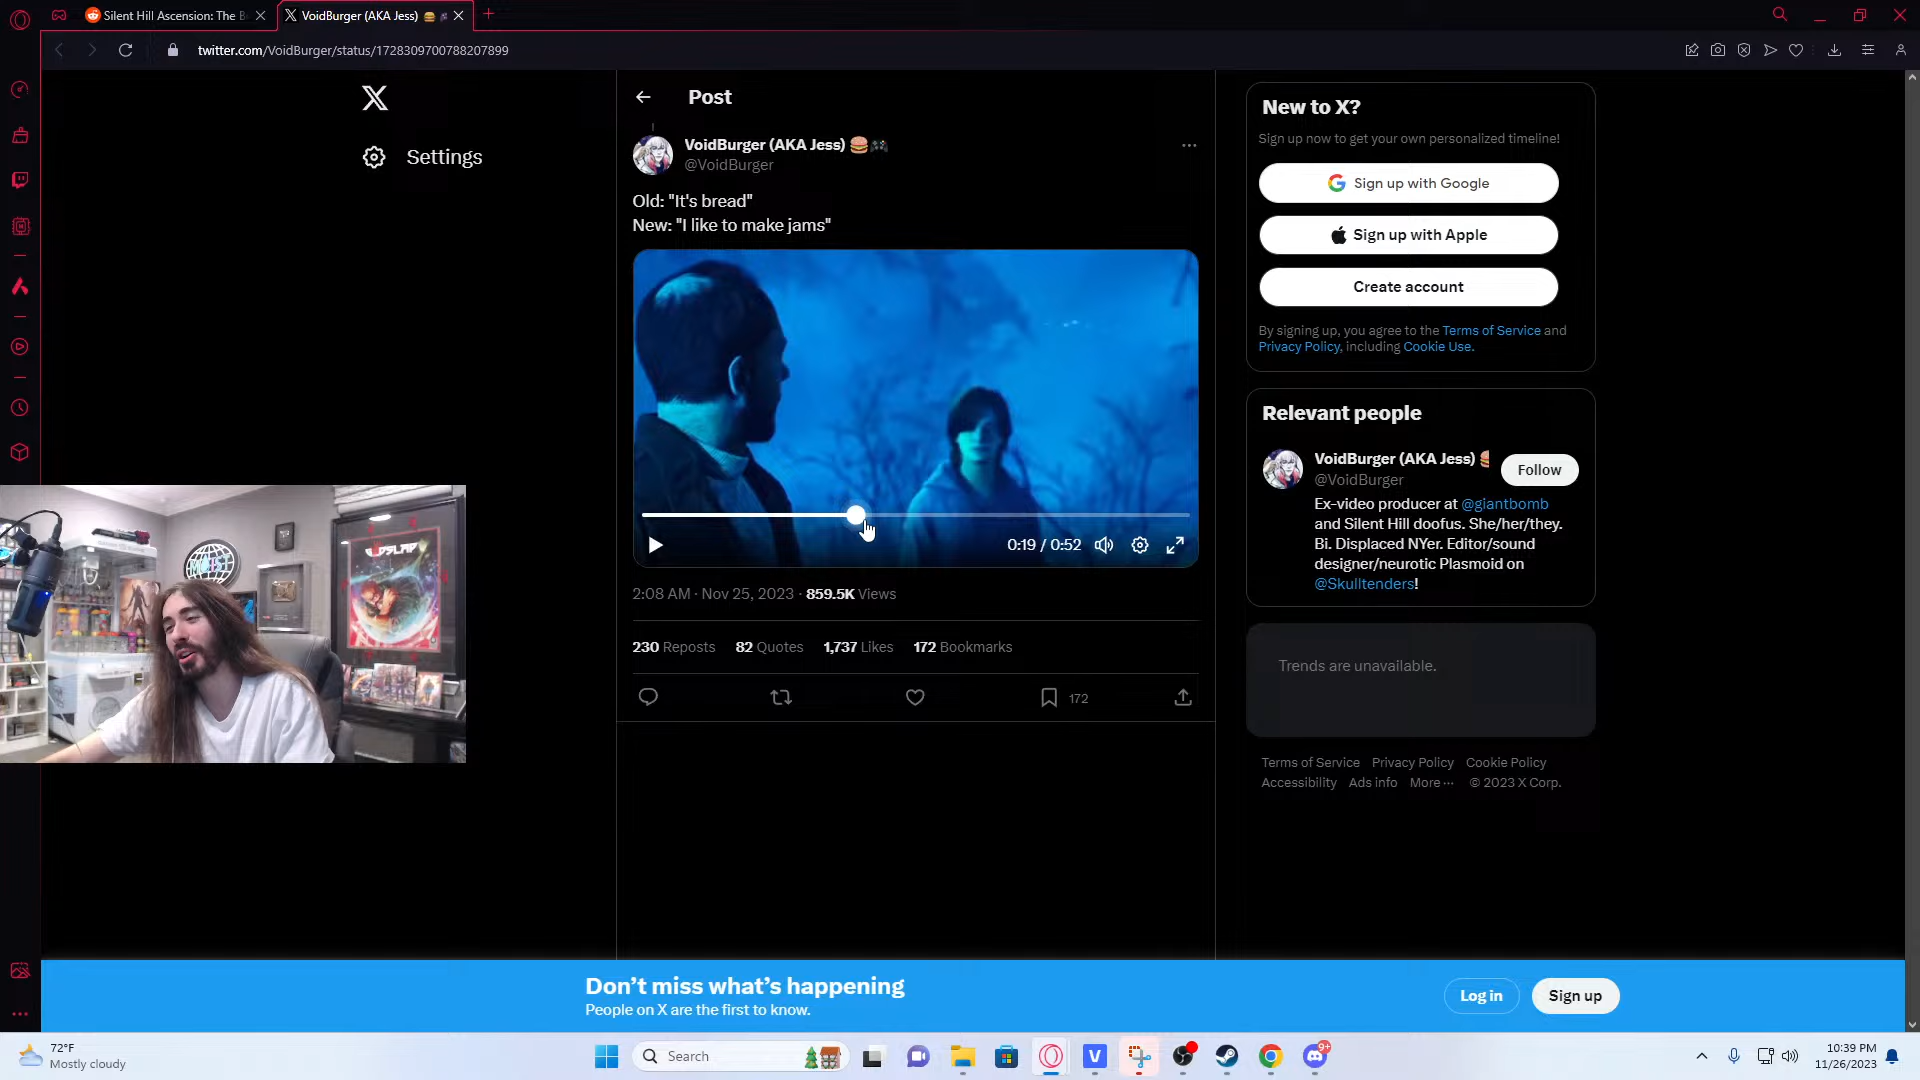 Silent Hill Ascension: The B
VoidBurger (AKA Jess)
twitter.com/VoidBurger/status/1728309700788207899
Settings
Post
VoidBurger (AKA Jess)
@VoidBurger
Old: "It's bread"
New: "I like to make jams"
0:19 / 0:52
2:08 AM · Nov 25, 2023 · 859.5K Views
230 Reposts 82 Quotes 1,737 Likes 172 Bookmarks
172
New to X?
Sign up now to get your own personalized timeline!
Sign up with Google
Sign up with Apple
Create account
By signing up, you agree to the Terms of Service and
Privacy Policy, including Cookie Use.
Relevant people
VoidBurger (AKA Jess)
@VoidBurger
Follow
Ex-video producer at @giantbomb
and Silent Hill doofus. She/her/they.
Bi. Displaced NYer. Editor/sound
designer/neurotic Plasmoid on
@Skulltenders!
Trends are unavailable.
Terms of Service Privacy Policy Cookie Policy
Accessibility Ads info More ··· © 2023 X Corp.
MOIST
Don't miss what's happening
People on X are the first to know.
Log in
Sign up
72°F
Mostly cloudy
Search
9+
10:39 PM
11/26/2023